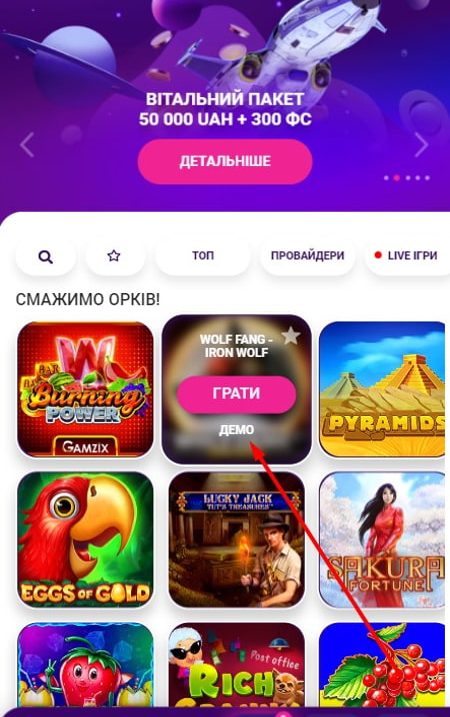 ВІТАЛЬНИЙ ПАКЕТ
50 000 UAH + 300 ФС
ДЕТАЛЬНІШЕ
ТОП
ПРОВАЙДЕРИ
LIVE ІГРИ
СМАЖИМО ОРКІВ!
Burning
POWER
GAMZIX
WOLF FANG -
IRON WOLF
ГРАТИ
ДЕМО
PYRAMIDS
EGGS OF GOLD
LUCKY JACK
TUT'S TREASURES
SAKURA
FORTUNE
Post office
RICH